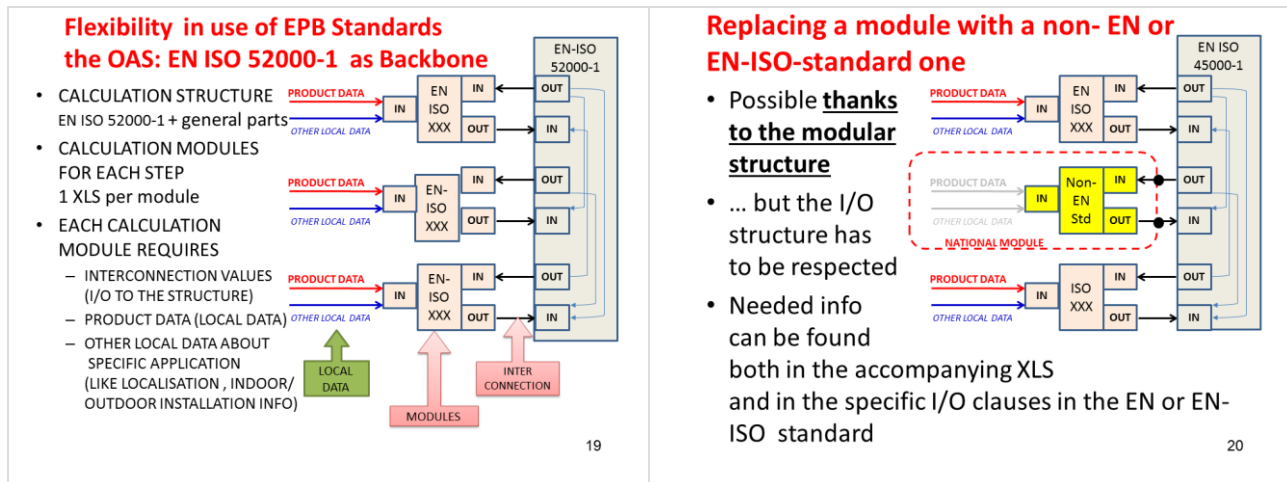 Flexibility in use of EPB Standards
the OAS: EN ISO 52000-1 as Backbone
• CALCULATION STRUCTURE
EN ISO 52000-1 + general parts
• CALCULATION MODULES
FOR EACH STEP
1 XLS per module
• EACH CALCULATION
MODULE REQUIRES
– INTERCONNECTION VALUES
(I/O TO THE STRUCTURE)
– PRODUCT DATA (LOCAL DATA)
– OTHER LOCAL DATA ABOUT
SPECIFIC APPLICATION
(LIKE LOCALISATION , INDOOR/
OUTDOOR INSTALLATION INFO)
EN-ISO
52000-1
PRODUCT DATA
OTHER LOCAL DATA
IN
EN
ISO
XXX
IN
OUT
OUT
IN
PRODUCT DATA
OTHER LOCAL DATA
IN
EN-
ISO
XXX
IN
OUT
OUT
IN
PRODUCT DATA
OTHER LOCAL DATA
IN
EN-
ISO
XXX
IN
OUT
OUT
IN
LOCAL
DATA
MODULES
INTER
CONNECTION
19
Replacing a module with a non- EN or
EN-ISO-standard one
• Possible thanks
to the modular
structure
• ... but the I/O
structure has
to be respected
• Needed info
can be found
both in the accompanying XLS
and in the specific I/O clauses in the EN or EN-
ISO standard
EN ISO
45000-1
PRODUCT DATA
OTHER LOCAL DATA
IN
EN
ISO
XXX
IN
OUT
OUT
IN
PRODUCT DATA
OTHER LOCAL DATA
IN
Non-
EN
Std
IN
OUT
OUT
IN
NATIONAL MODULE
PRODUCT DATA
OTHER LOCAL DATA
IN
ISO
XXX
IN
OUT
OUT
IN
20